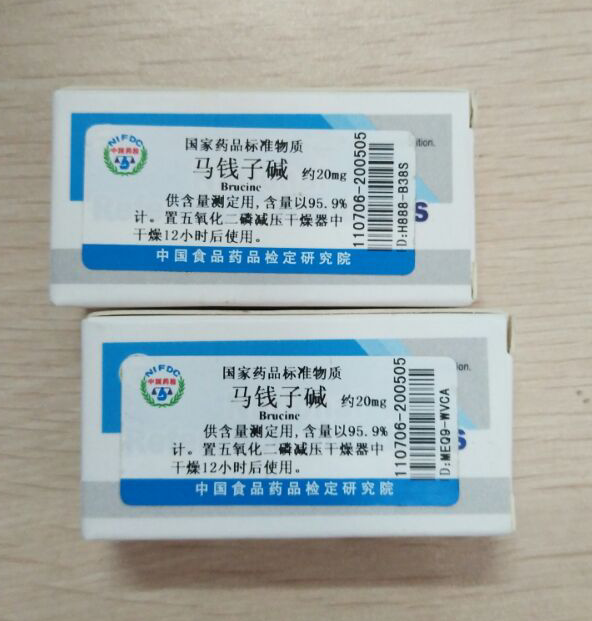 NIFDC
中国药检
国家药品标准物质
马钱子碱 约20mg
Brucine
供含量测定用,含量以95.9%
计。置五氧化二磷减压干燥器中
干燥12小时后使用。
中国食品药品检定研究院
110706-200505
D:H888-B38S
ition.
s
NIFDC
中国药检
国家药品标准物质
马钱子碱 约20mg
Brucine
供含量测定用,含量以95.9%
计。置五氧化二磷减压干燥器中
干燥12小时后使用。
中国食品药品检定研究院
110706-200505
D:MEQ9-WVCA
ion.
s